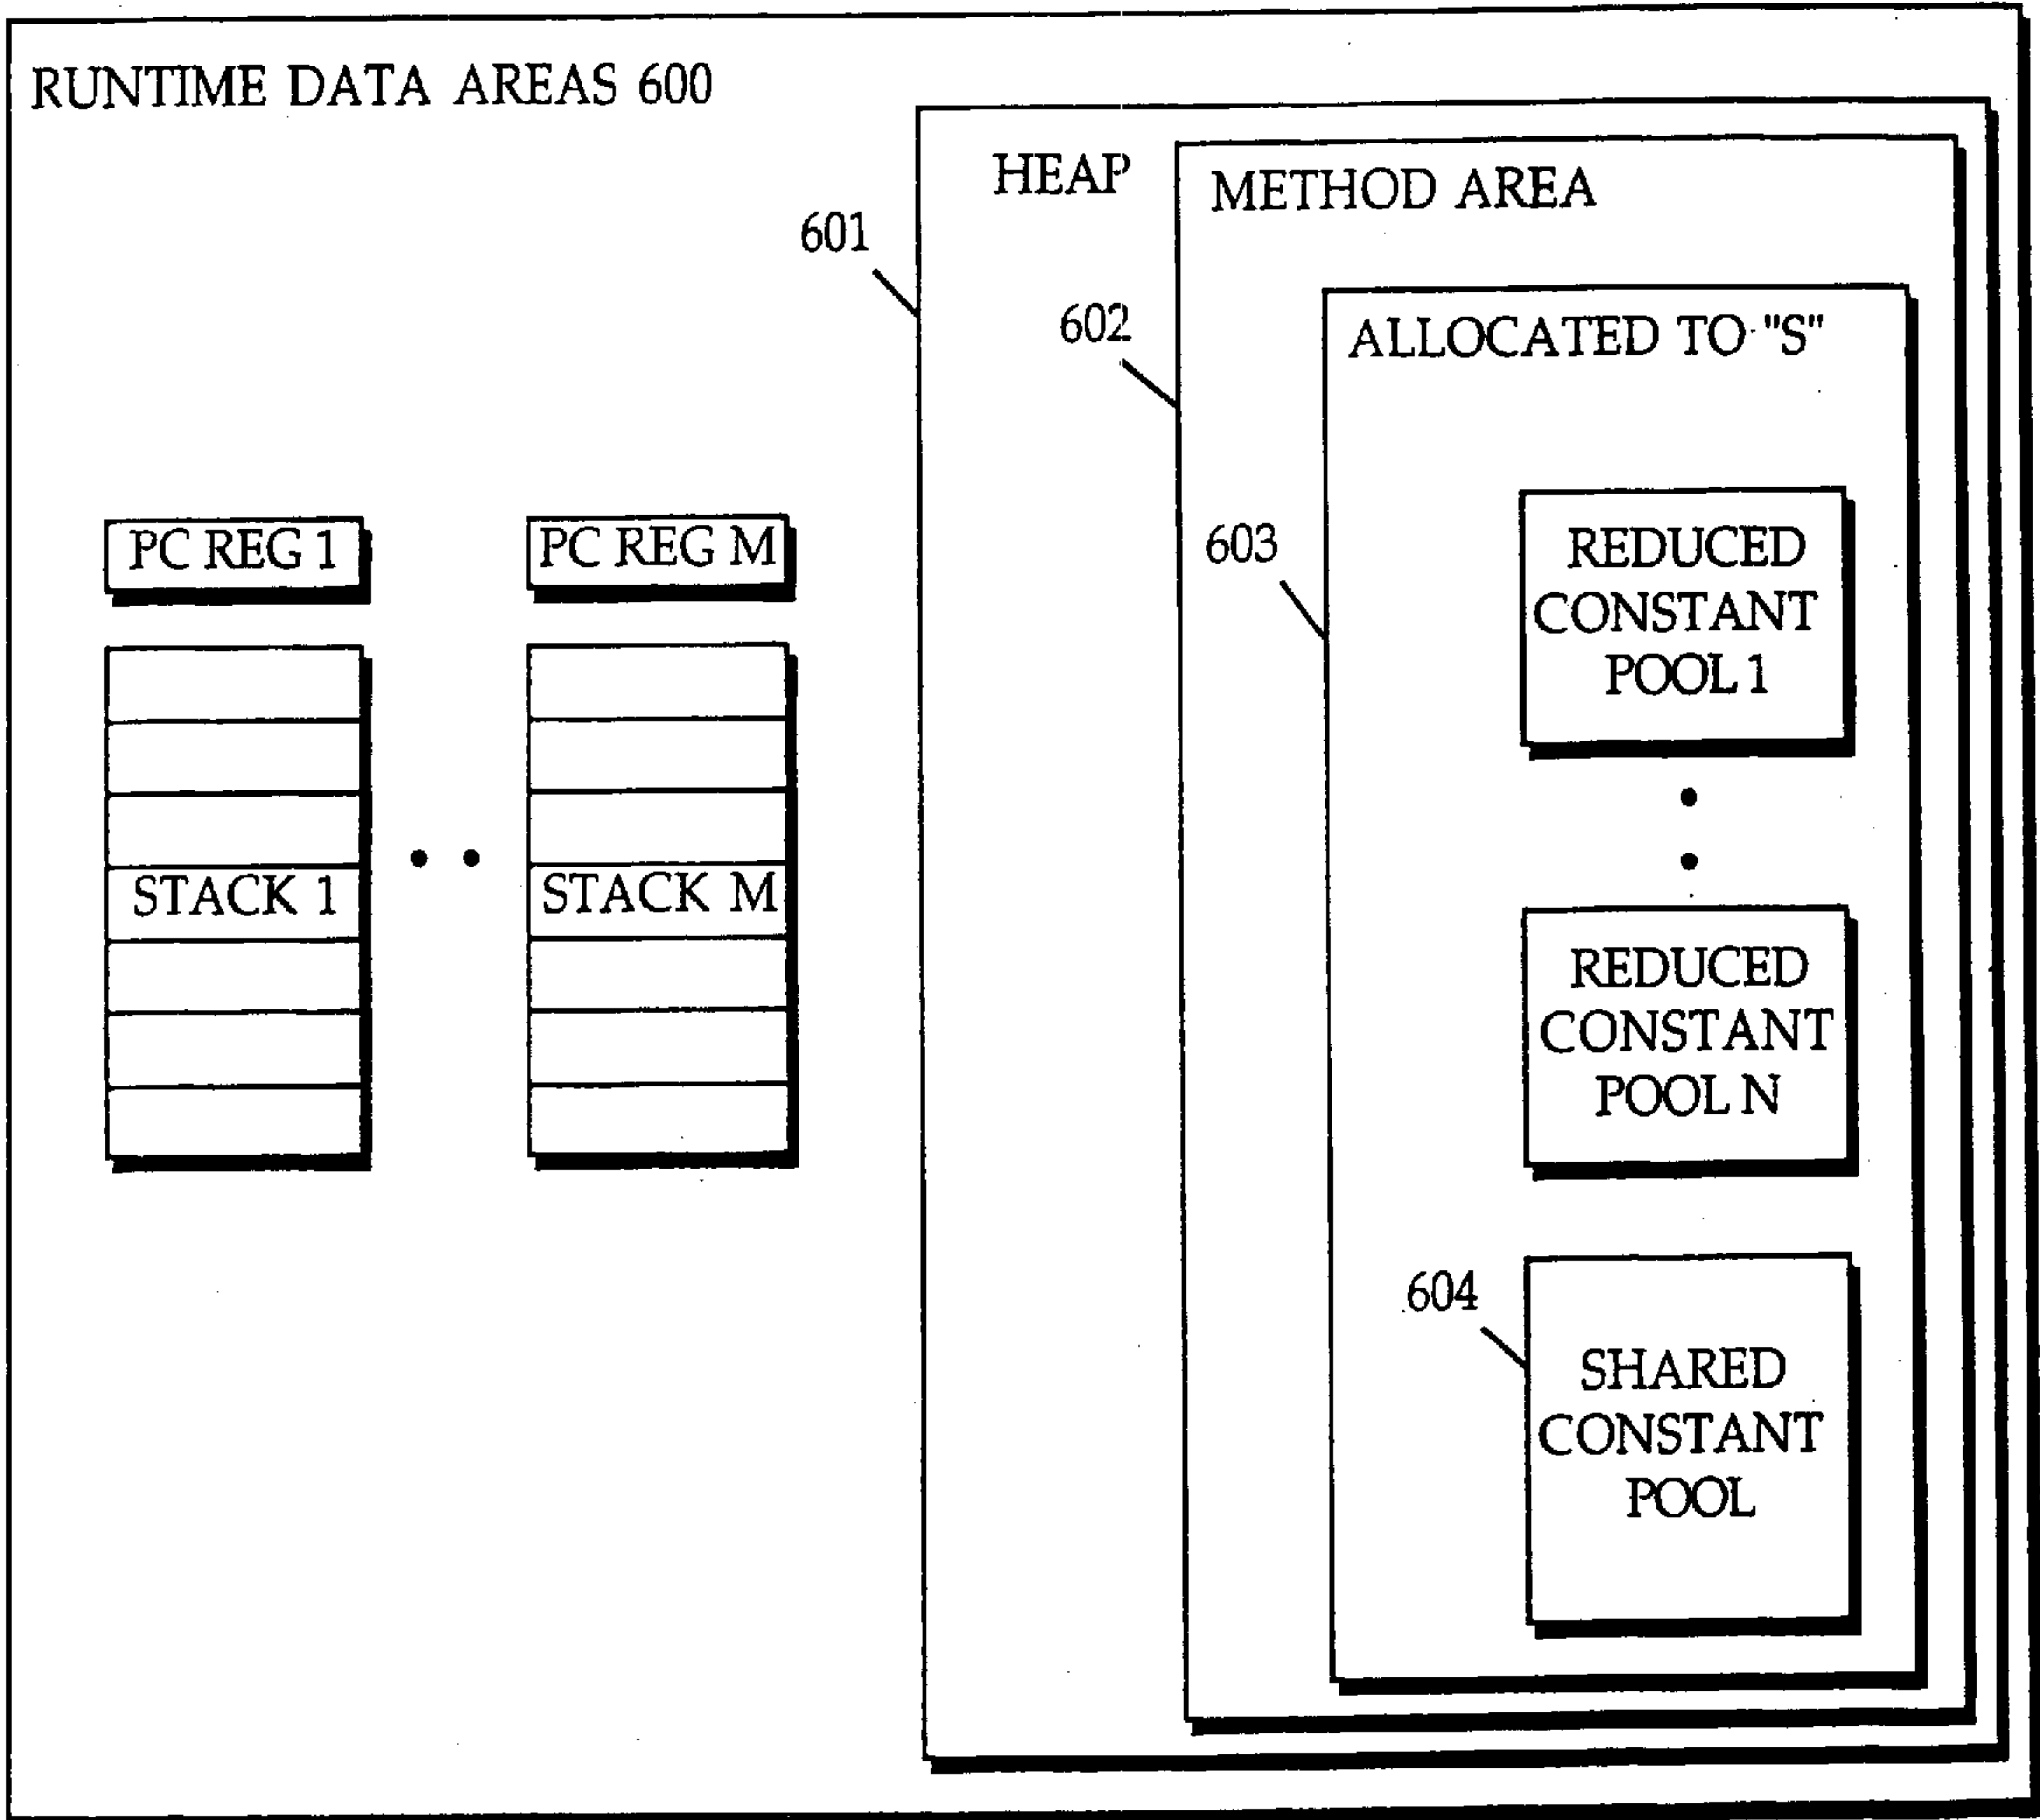 RUNTIME DATA AREAS 600
HEAP
METHOD AREA
601
602
ALLOCATED TO "S"
603
PC REG 1
PC REG M
REDUCED
CONSTANT
POOL 1
STACK 1
STACK M
REDUCED
CONSTANT
POOL N
604
SHARED
CONSTANT
POOL